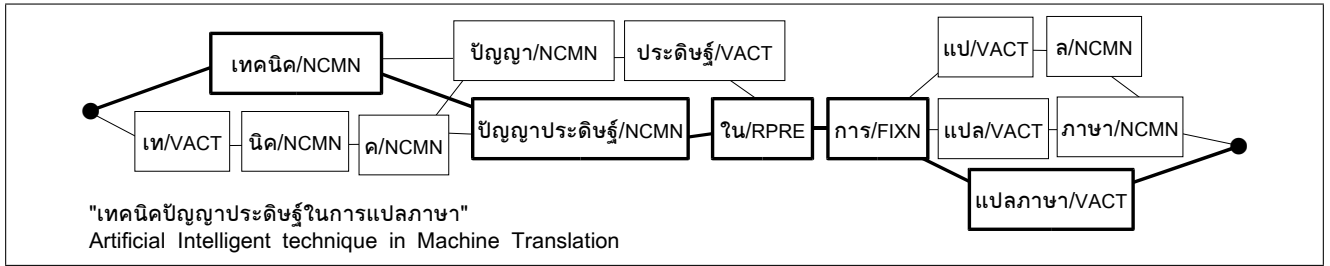 ปัญญา/NCMN ประดิษฐ์/VACT แป/VACT ล/NCMN
เทคนิค/NCMN
ปัญญาประดิษฐ์/NCMN ใน/RPRE การ/FIXN แปล/VACT ภาษา/NCMN
เท/VACT นิค/NCMN ค/NCMN
แปลภาษา/VACT
"เทคนิคปัญญาประดิษฐ์ในการแปลภาษา"
Artificial Intelligent technique in Machine Translation